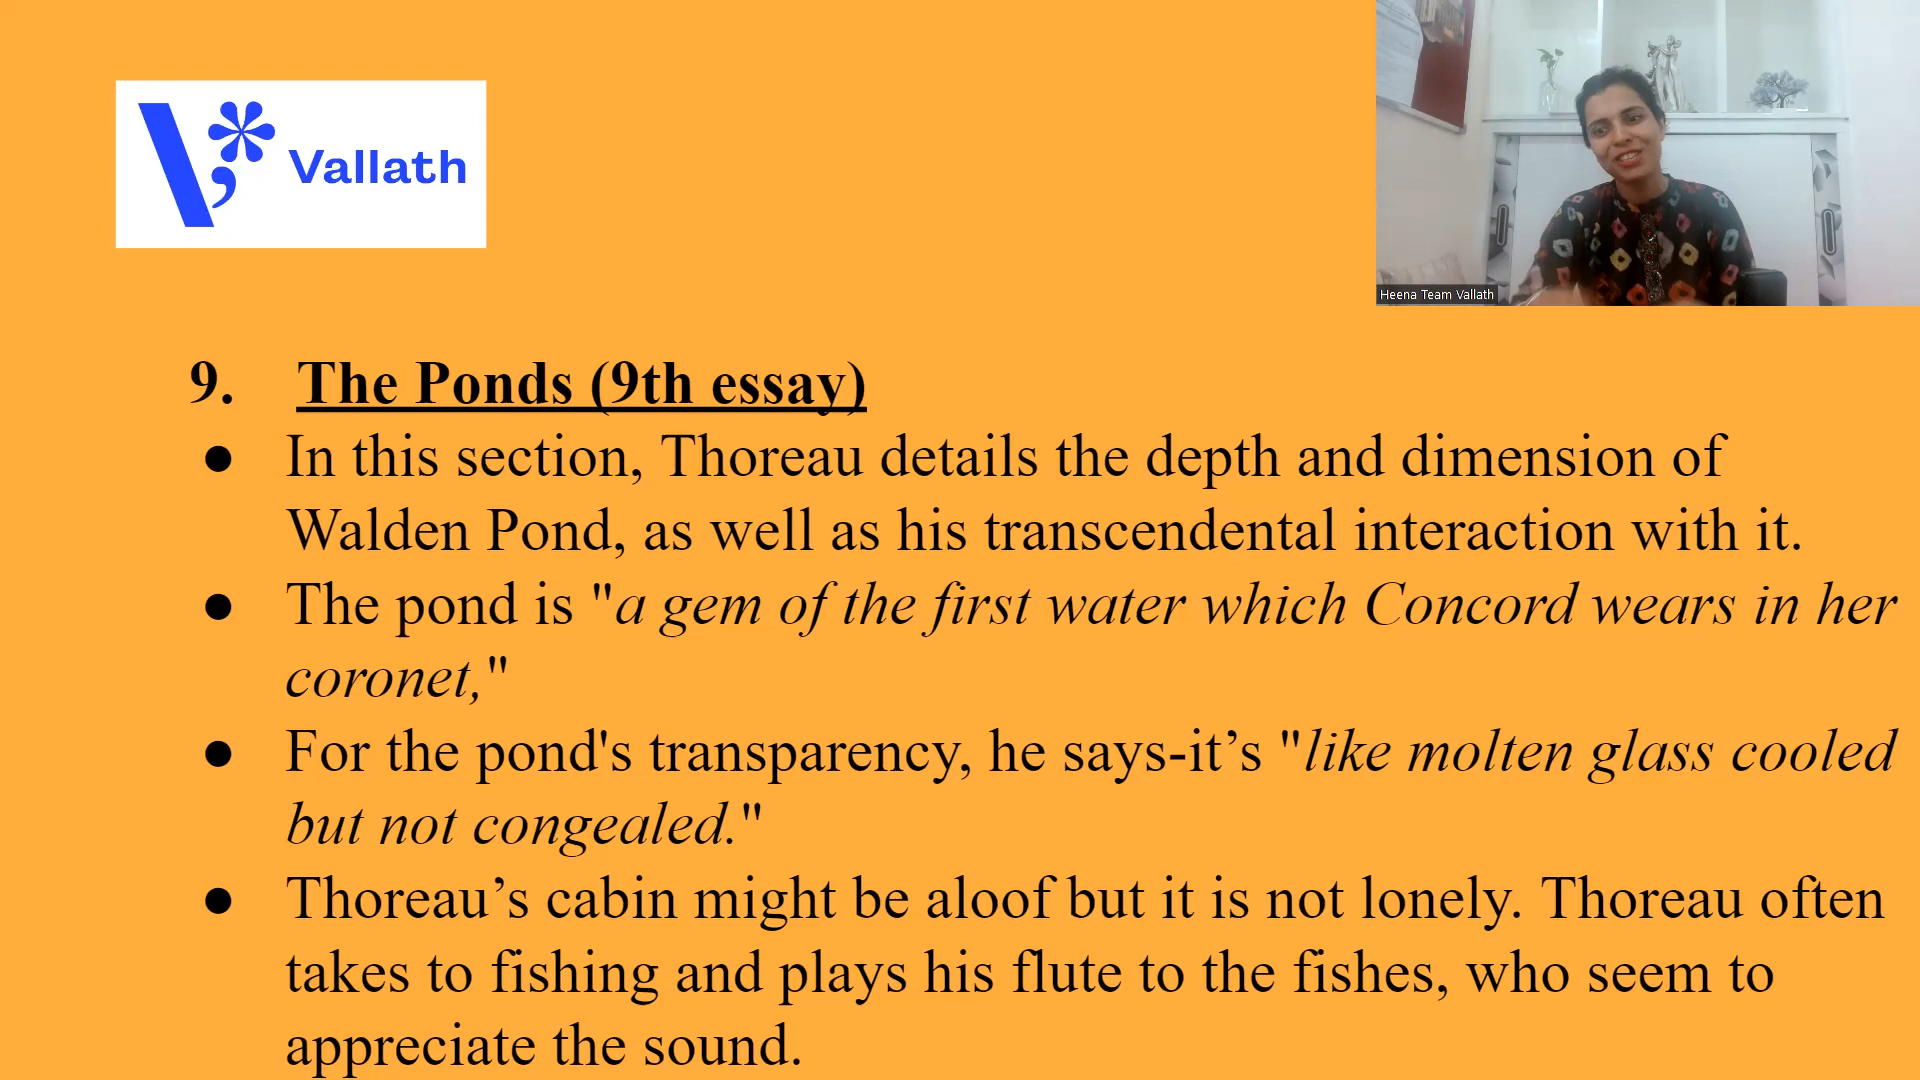 Vallath
Heena Team Vallath
9. The Ponds (9th essay)
● In this section, Thoreau details the depth and dimension of
Walden Pond, as well as his transcendental interaction with it.
● The pond is "a gem of the first water which Concord wears in her
coronet,"
● For the pond's transparency, he says-it’s "like molten glass cooled
but not congealed."
● Thoreau’s cabin might be aloof but it is not lonely. Thoreau often
takes to fishing and plays his flute to the fishes, who seem to
appreciate the sound.